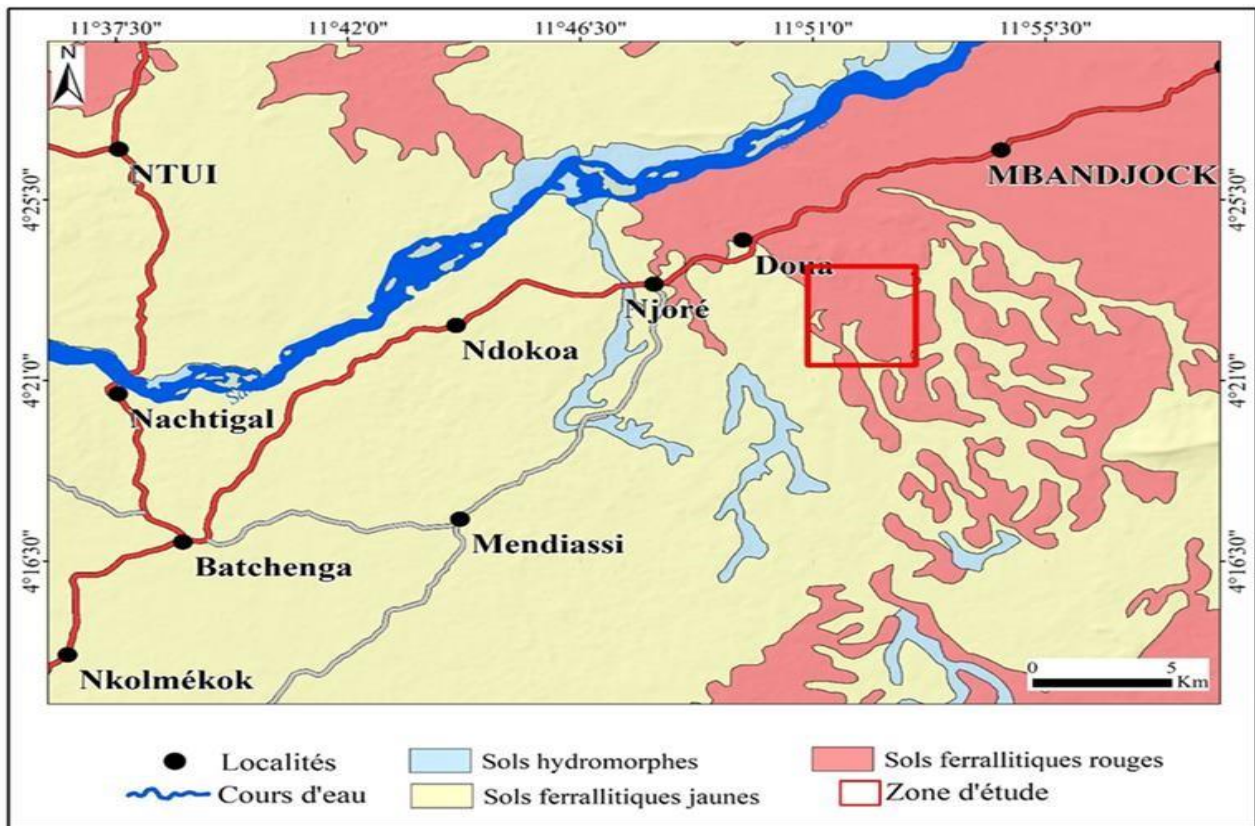 11°37'30" 11°42'0" 11°46'30" 11°51'0" 11°55'30"
N
NTUI
MBANDJOCK
4°25'30" 4°25'30"
Doua
Njoré
Ndokoa
4°21'0" 4°21'0"
Nachtigal
Mendiassi
4°16'30" 4°16'30"
Batchenga
Nkolmékok
0 5
Km
Localités Sols hydromorphes Sols ferrallitiques rouges
Cours d'eau Sols ferrallitiques jaunes Zone d'étude